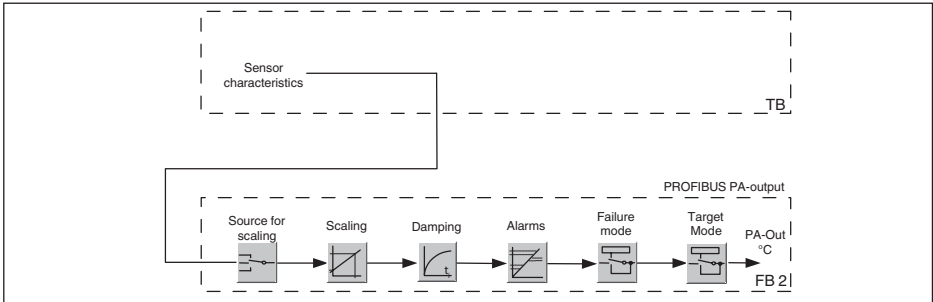 Sensor
characteristics
TB
PROFIBUS PA-output
Source for
scaling
Scaling
Damping
Alarms
Failure
mode
Target
Mode
PA-Out
°C
t
FB 2